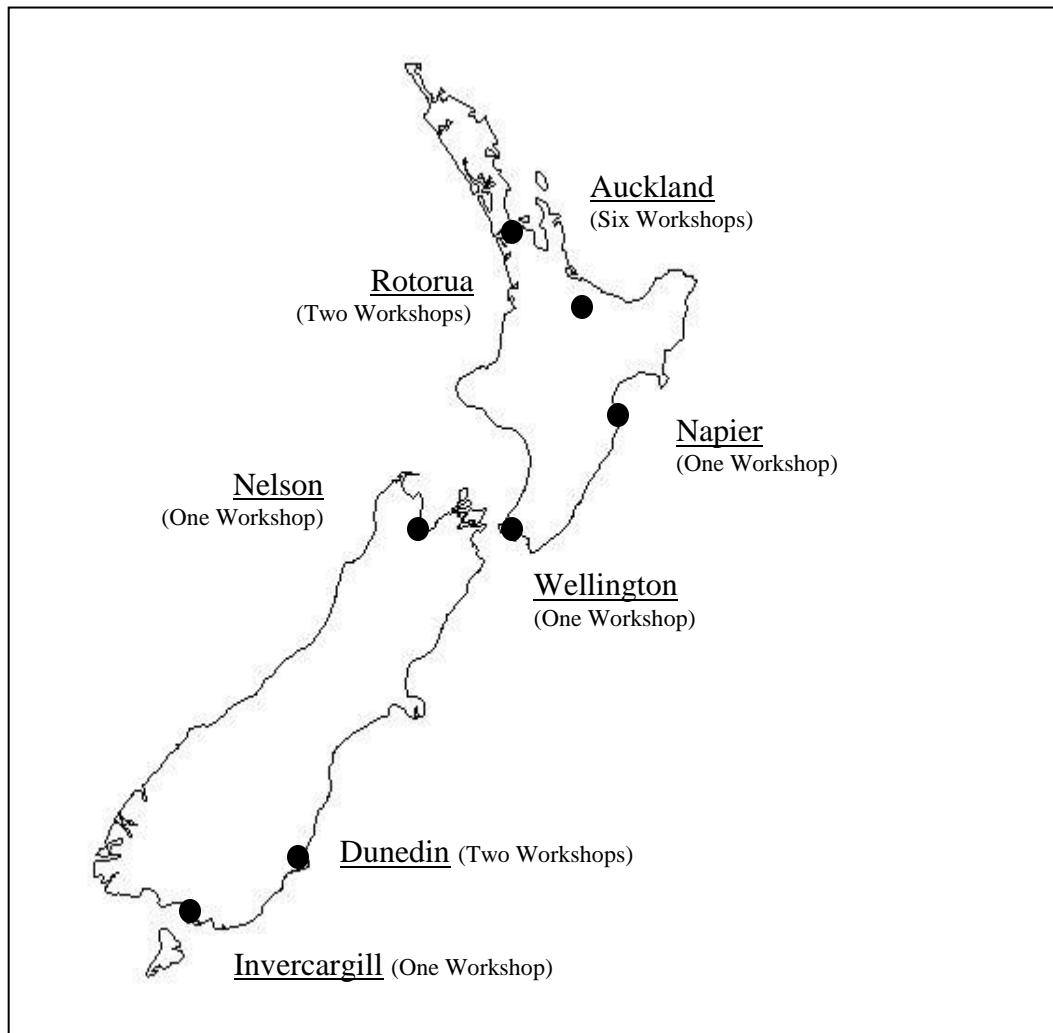 Auckland
(Six Workshops)
Rotorua
(Two Workshops)
Napier
(One Workshop)
Nelson
(One Workshop)
Wellington
(One Workshop)
Dunedin (Two Workshops)
Invercargill (One Workshop)